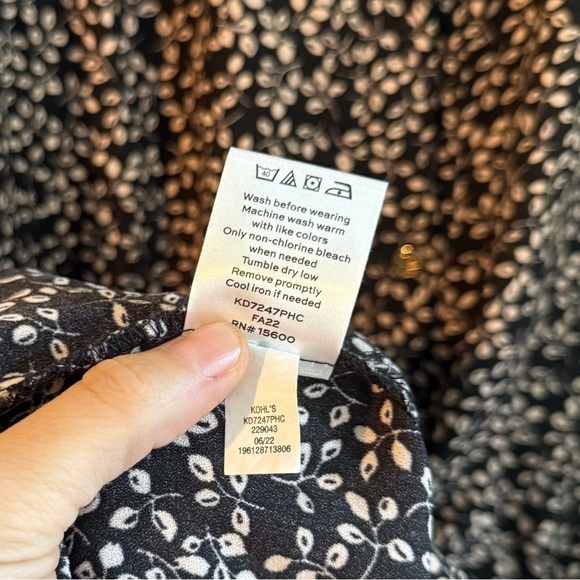 40
Wash before wearing
Machine wash warm
with like colors
Only non-chlorine bleach
when needed
Tumble dry low
Remove promptly
Cool iron if needed
KD7247PHC
FA22
RN# 15600
KOHL'S
KD7247PHC
229043
06/22
196128713806